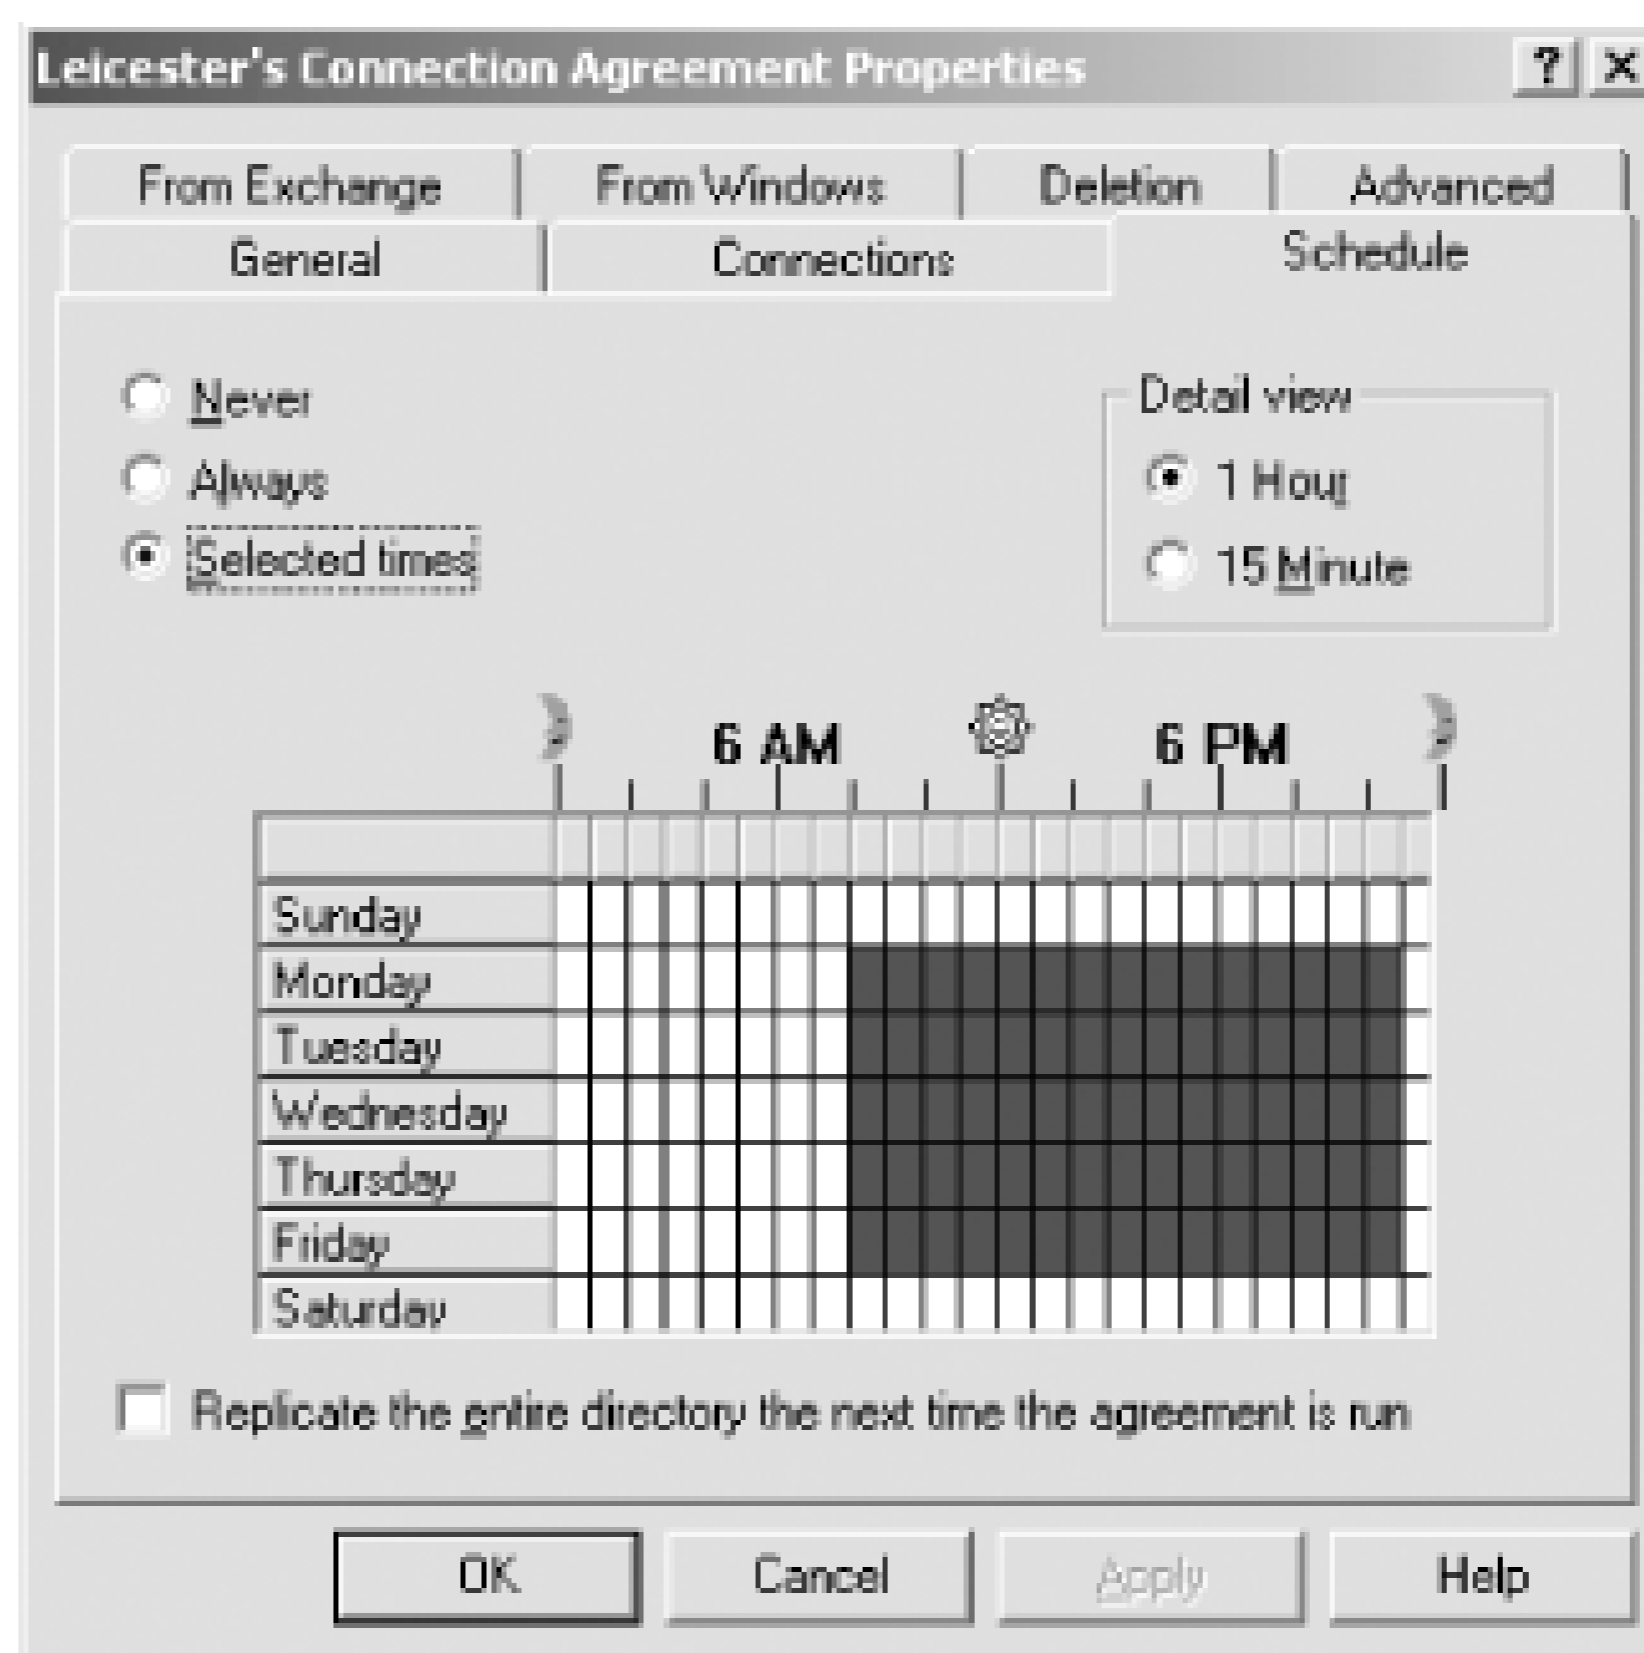 Leicester's Connection Agreement Properties ? X
From Exchange From Windows Deletion Advanced
General Connections Schedule
Never
Always
Selected times
Detail view
1 Hour
15 Minute
6 AM 6 PM
Sunday
Monday
Tuesday
Wednesday
Thursday
Friday
Saturday
Replicate the entire directory the next time the agreement is run
OK Cancel Apply Help